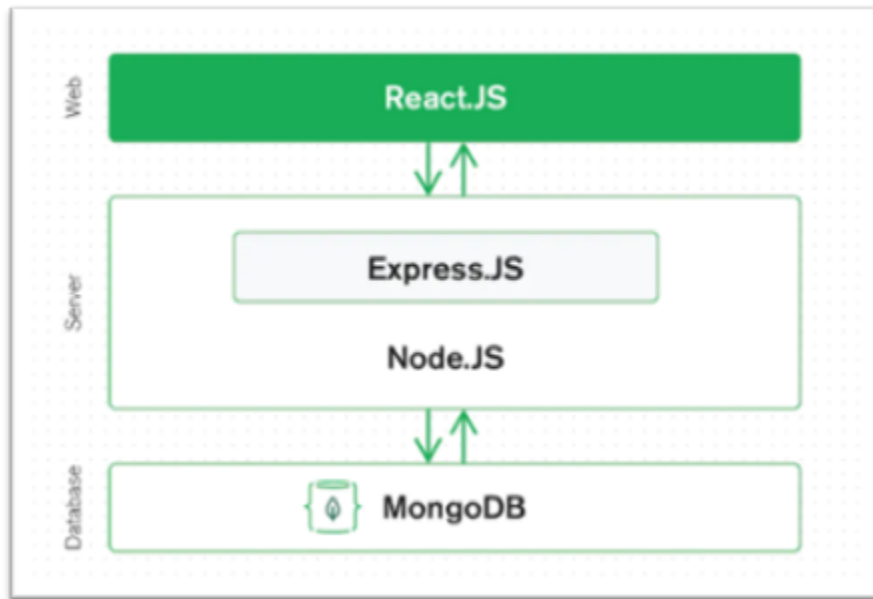 Web
React.JS
Server
Express.JS
Node.JS
Database
MongoDB